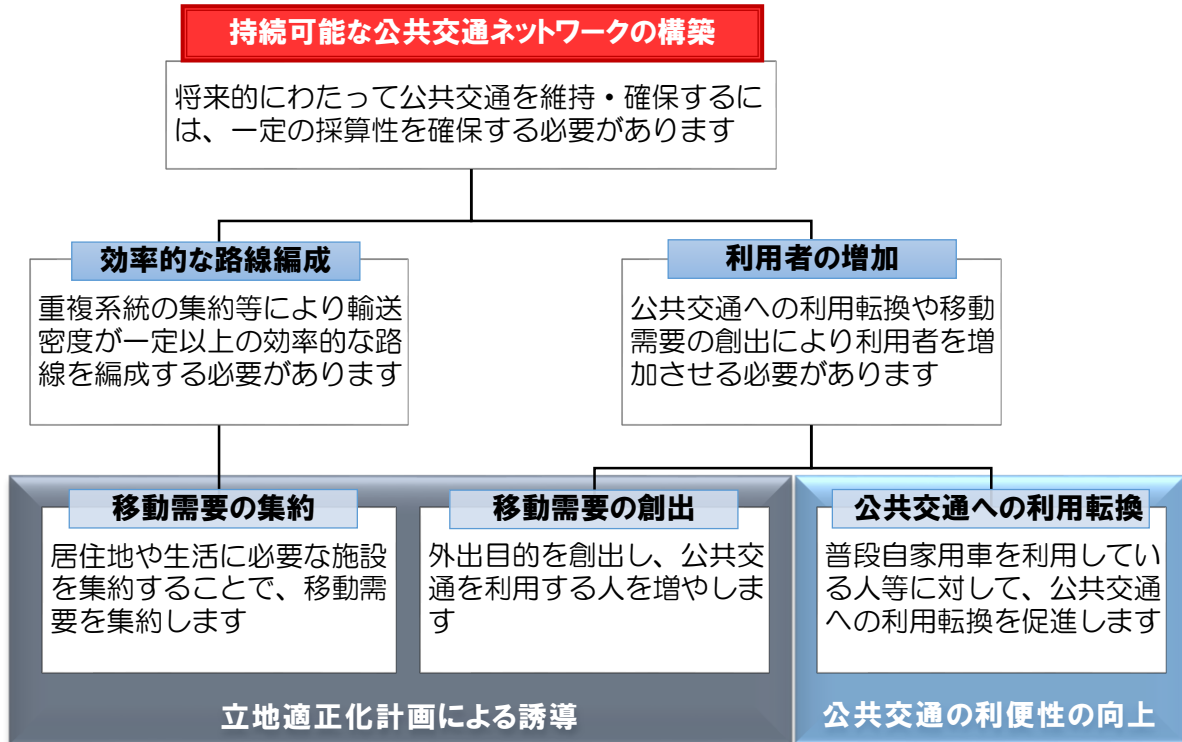 持続可能な公共交通ネットワークの構築
将来的にわたって公共交通を維持・確保するに
は、一定の採算性を確保する必要があります
効率的な路線編成
重複系統の集約等により輸送
密度が一定以上の効率的な路
線を編成する必要があります
利用者の増加
公共交通への利用転換や移動
需要の創出により利用者を増
加させる必要があります
移動需要の集約
居住地や生活に必要な施設
を集約することで、移動需
要を集約します
移動需要の創出
外出目的を創出し、公共交
通を利用する人を増やしま
す
公共交通への利用転換
普段自家用車を利用してい
る人等に対して、公共交通
への利用転換を促進します
立地適正化計画による誘導
公共交通の利便性の向上